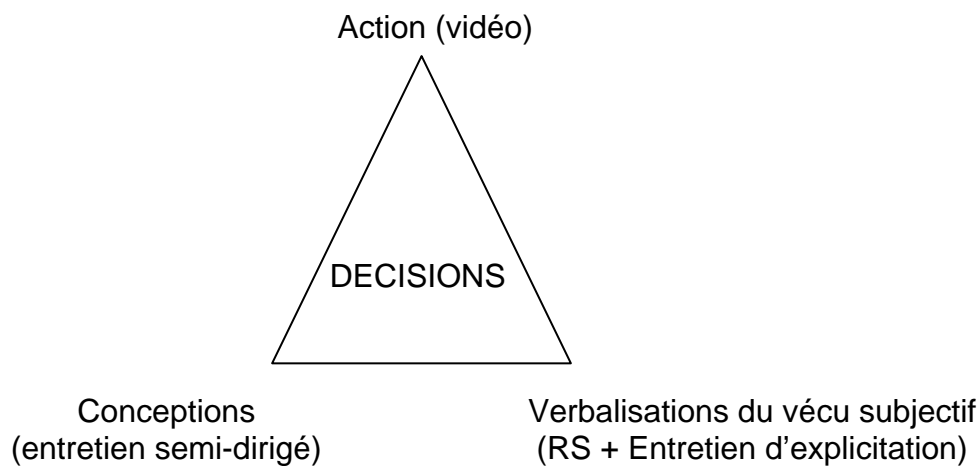 Action (vidéo)
DECISIONS
Conceptions
(entretien semi-dirigé)
Verbalisations du vécu subjectif
(RS + Entretien d'explicitation)